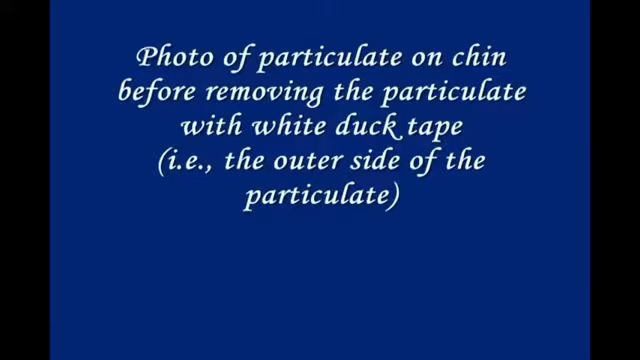 Photo of particulate on chin
before removing the particulate
with white duck tape
(i.e., the outer side of the
particulate)